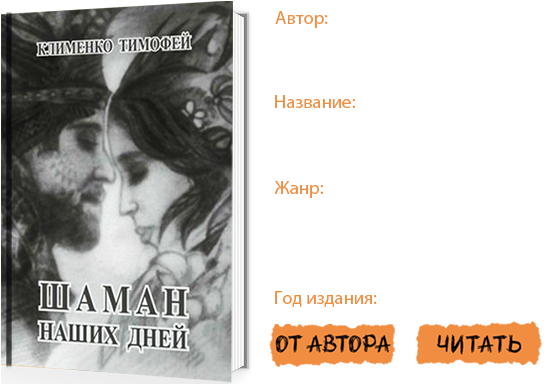 КЛИМЕНКО ТИМОФЕЙ
ШАМАН
НАШИХ ДНЕЙ
Автор:
Название:
Жанр:
Год издания:
ОТ АВТОРА
ЧИТАТЬ